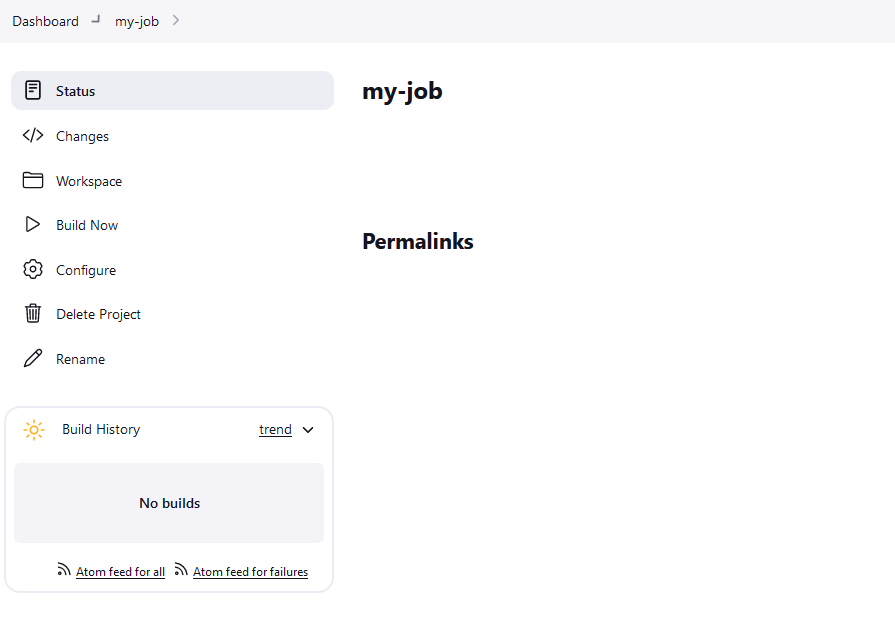 Dashboard my-job
Status
my-job
Changes
Workspace
Build Now
Permalinks
Configure
Delete Project
Rename
Build History trend
No builds
Atom feed for all Atom feed for failures